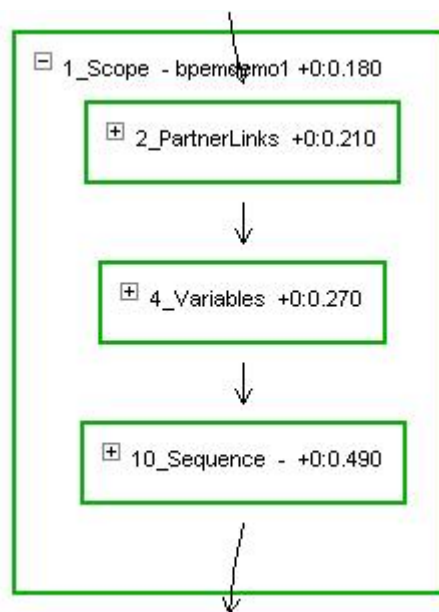 1_Scope - bpemdemo1 +0:0.180
2_PartnerLinks +0:0.210
4_Variables +0:0.270
10_Sequence - +0:0.490